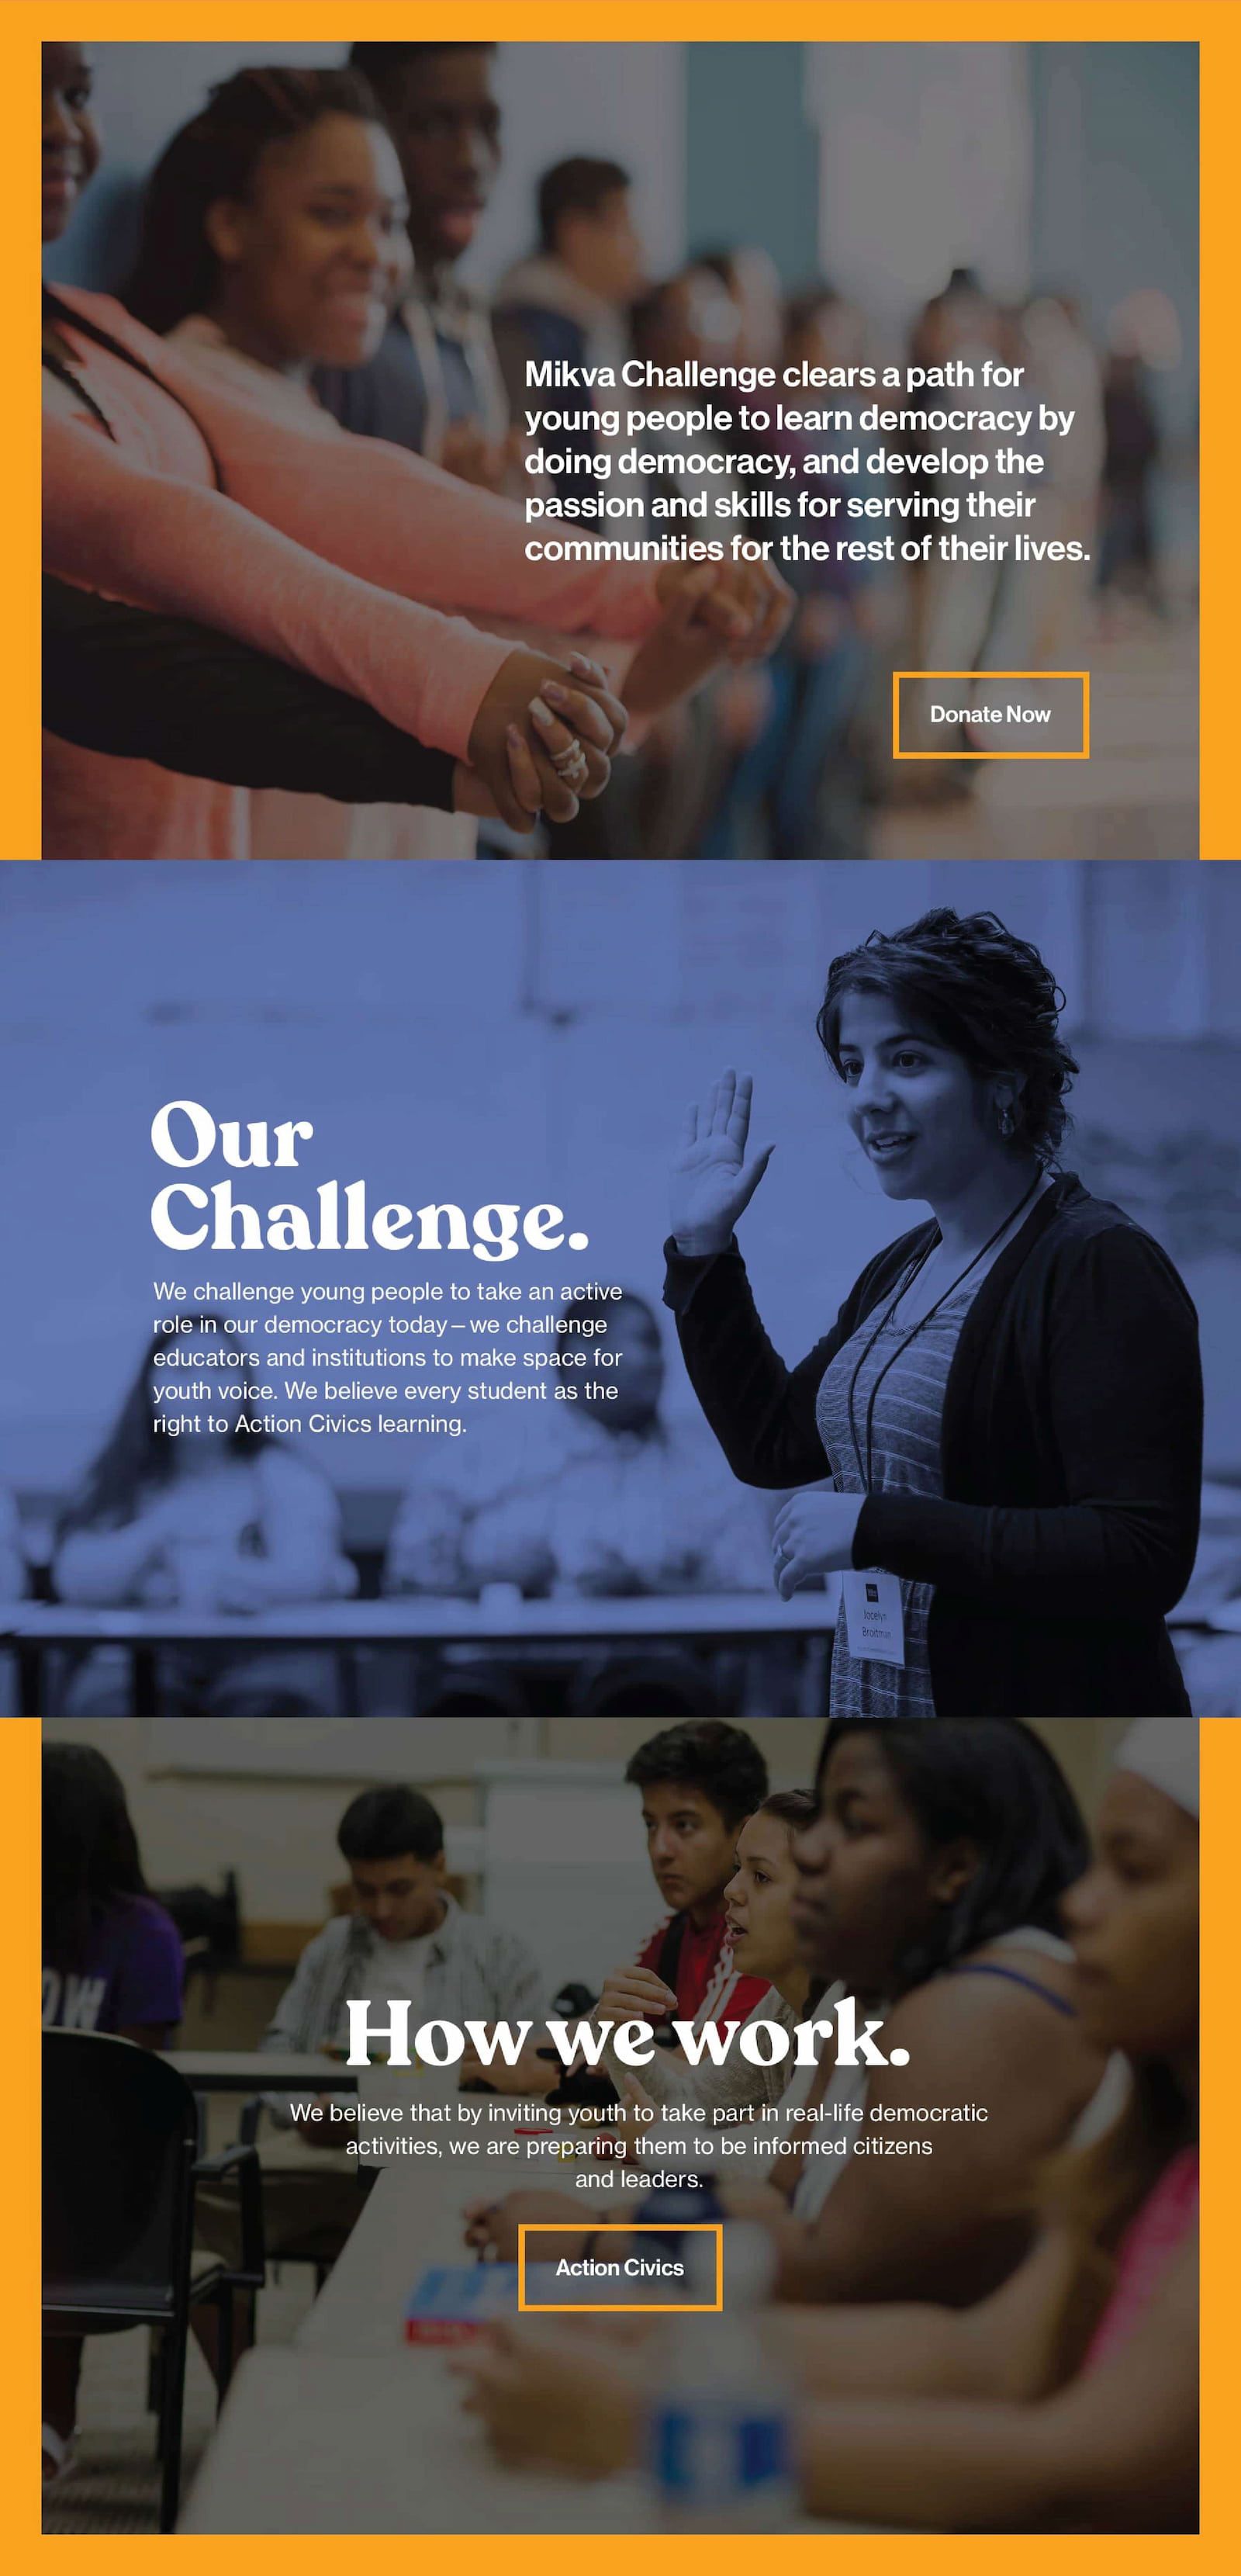 Mikva Challenge clears a path for
young people to learn democracy by
doing democracy, and develop the
passion and skills for serving their
communities for the rest of their lives.
Donate Now
Our
Challenge.
We challenge young people to take an active
role in our democracy today – we challenge
educators and institutions to make space for
youth voice. We believe every student as the
right to Action Civics learning.
Jocelyn
Broitman
How we work.
We believe that by inviting youth to take part in real-life democratic
activities, we are preparing them to be informed citizens
and leaders.
Action Civics